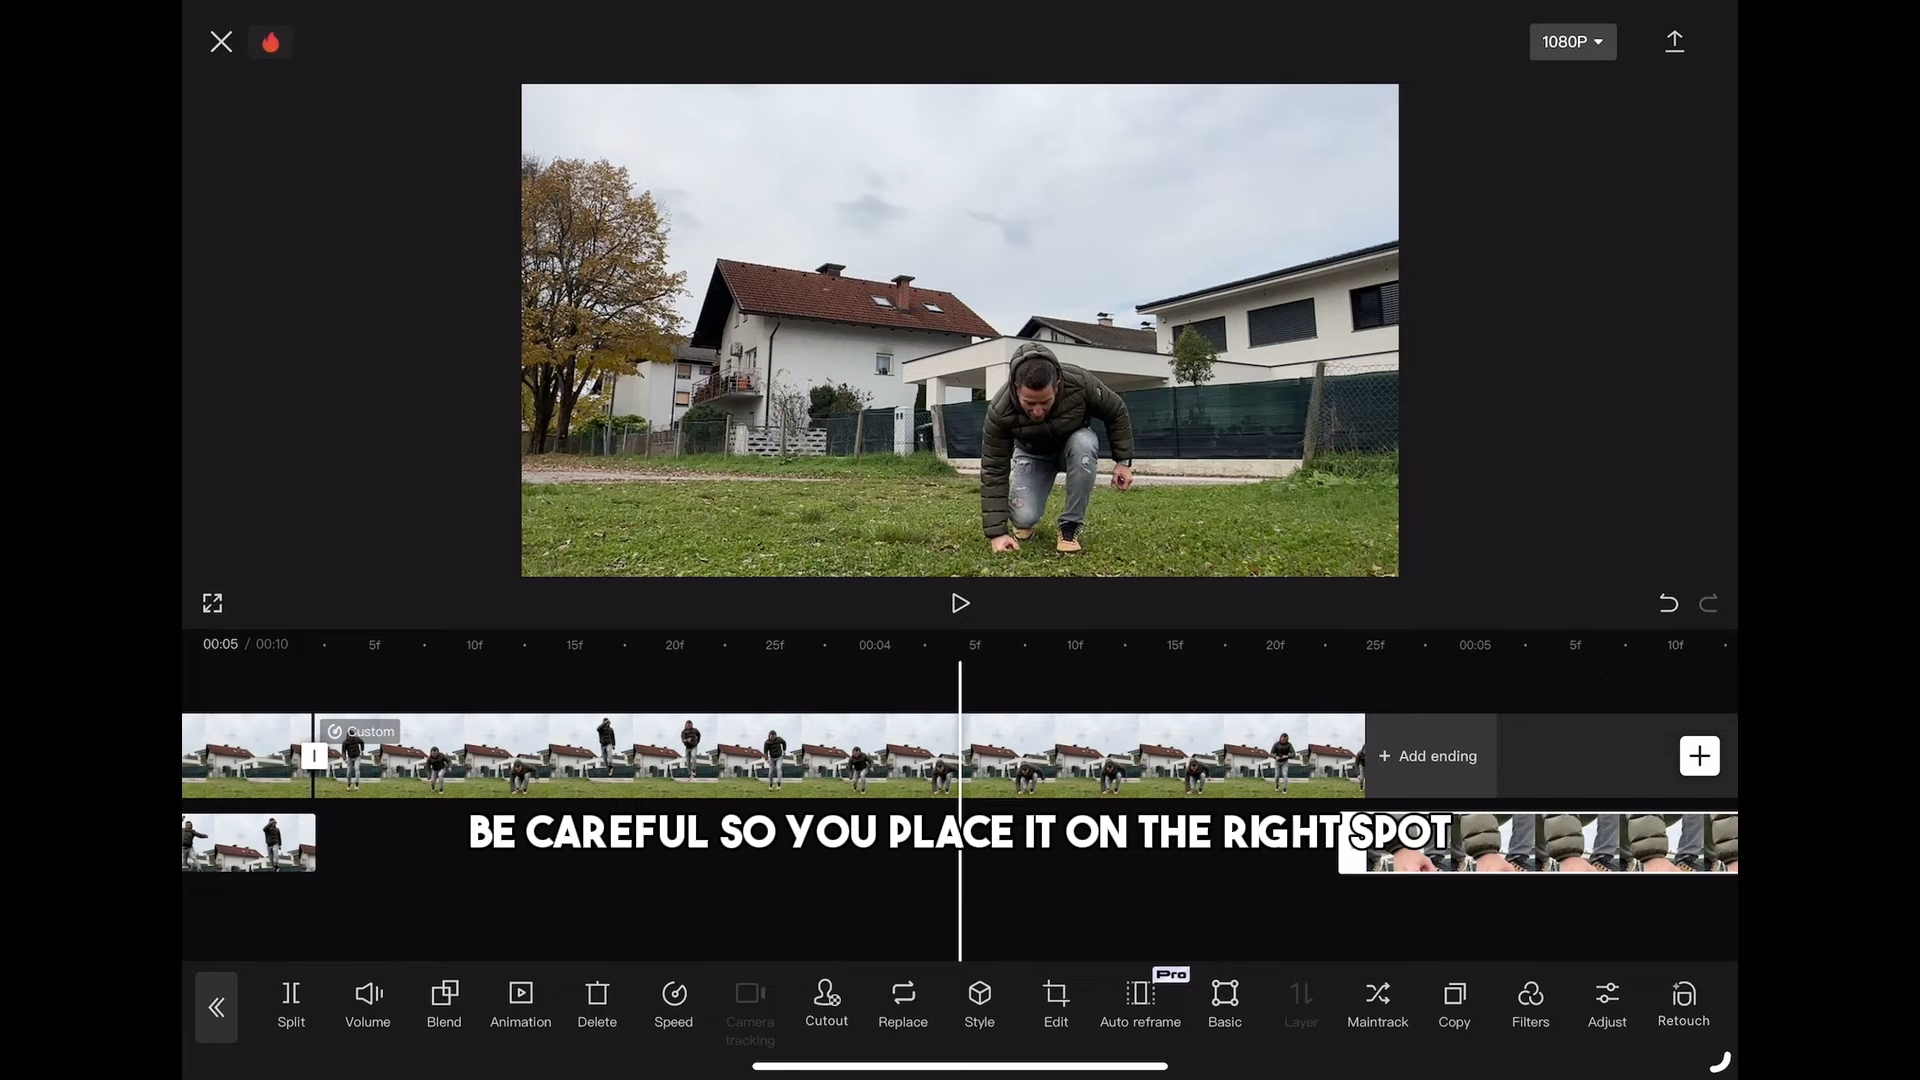 1080P
00:05 / 00:10
5f
10f
15f
20f
25f
00:04
5f
10f
15f
20f
25f
00:05
5f
10f
Custom
+ Add ending
BE CAREFUL SO YOU PLACE IT ON THE RIGHT SPOT
Pro
Split
Volume
Blend
Animation
Delete
Speed
Camera tracking
Cutout
Replace
Style
Edit
Auto reframe
Basic
Layer
Maintrack
Copy
Filters
Adjust
Retouch